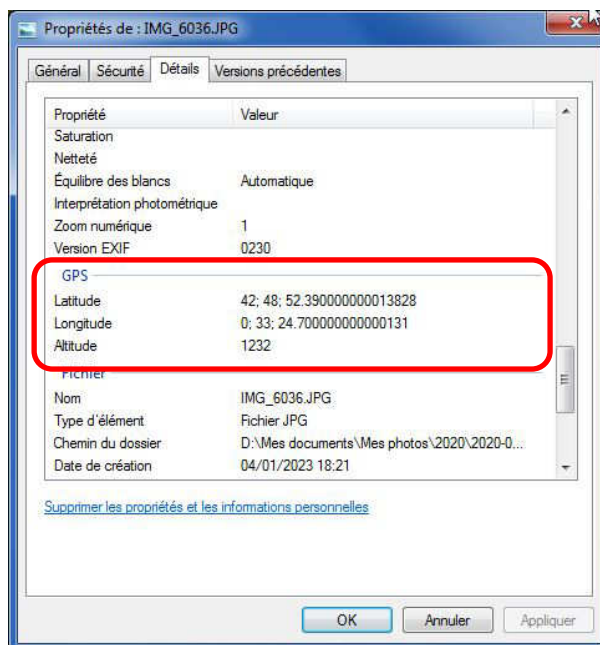 Propriétés de : IMG_6036.JPG
Général Sécurité Détails Versions précédentes
Propriété Valeur
Saturation
Netteté
Équilibre des blancs Automatique
Interprétation photométrique
Zoom numérique 1
Version EXIF 0230
GPS
Latitude 42; 48; 52.390000000013828
Longitude 0; 33; 24.700000000000131
Altitude 1232
Fichier
Nom IMG_6036.JPG
Type d'élément Fichier JPG
Chemin du dossier D:\Mes documents\Mes photos\2020\2020-0...
Date de création 04/01/2023 18:21
Supprimer les propriétés et les informations personnelles
OK Annuler Appliquer